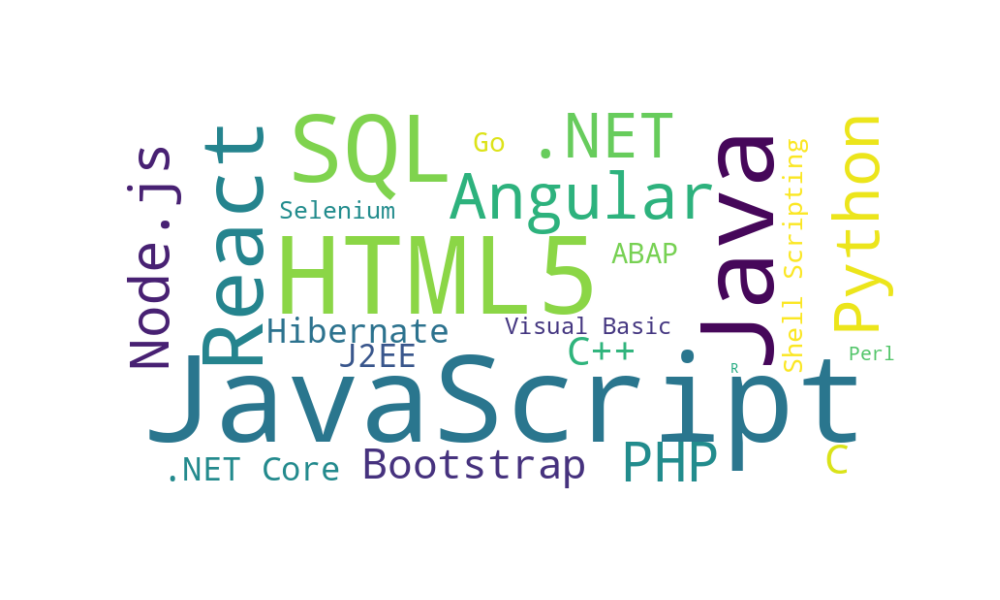 SQL
Go
.NET
Java
Python
Node.js
React
Selenium
Angular
Shell Scripting
HTML5
ABAP
Hibernate
Visual Basic
J2EE
C++
Perl
R
JavaScript
.NET Core
Bootstrap
PHP
C